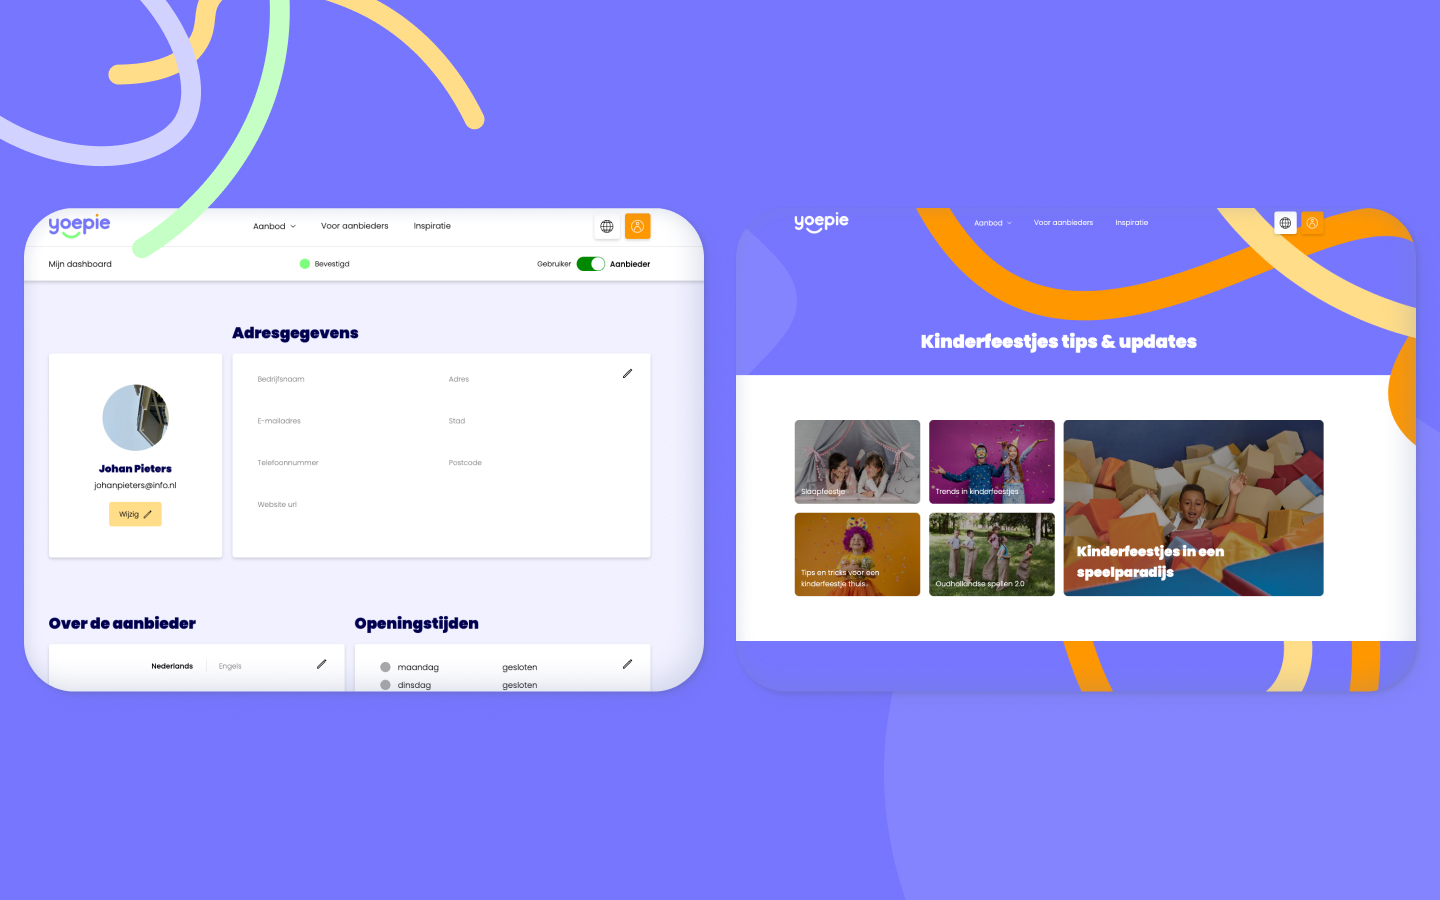 yoepie
Aanbod
Voor aanbieders
Inspiratie
Mijn dashboard
Bevestigd
Gebruiker
Aanbieder
Adresgegevens
Johan Pieters
johanpieters@info.nl
Wijzig
Bedrijfsnaam
Adres
E-mailadres
Stad
Telefoonnummer
Postcode
Website url
Over de aanbieder
Nederlands
Engels
Openingstijden
maandag gesloten
dinsdag gesloten
yoepie
Aanbod
Voor aanbieders
Inspiratie
Kinderfeestjes tips & updates
Slaapfeestje
Trends in kinderfeestjes
Tips en tricks voor een
kinderfeestje thuis
Oudhollandse spellen 2.0
Kinderfeestjes in een
speelparadijs